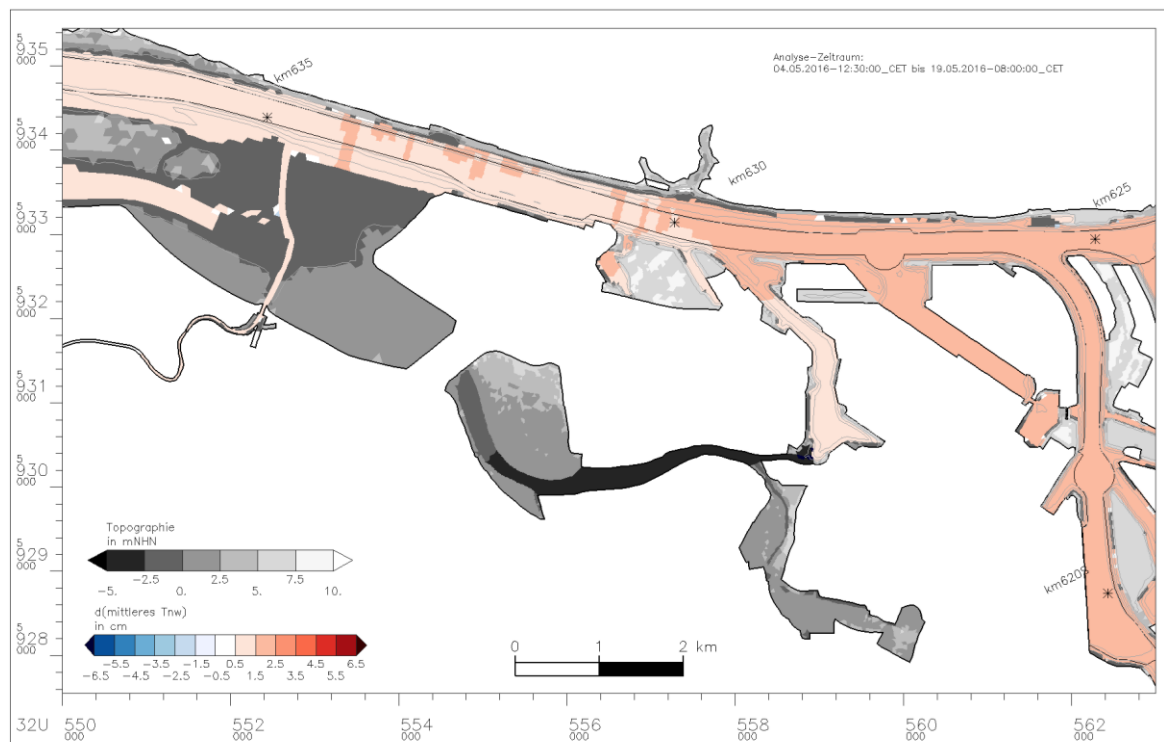 Analyse-Zeitraum:
04.05.2016-12:30:00_CET bis 19.05.2016-08:00:00_CET
5
935
000
km635
5
934
000
km630
km625
5
933
000
5
932
000
5
931
000
5
930
000
Topographie
in mNHN
-2.5 2.5 7.5
-5. 0. 5. 10.
5
929
000
km620S
d(mittleres Tnw)
in cm
-5.5 -3.5 -1.5 0.5 2.5 4.5 6.5
-6.5 -4.5 -2.5 -0.5 1.5 3.5 5.5
5
928
000
0 1 2 km
32U 550 552 554 556 558 560 562
000 000 000 000 000 000 000